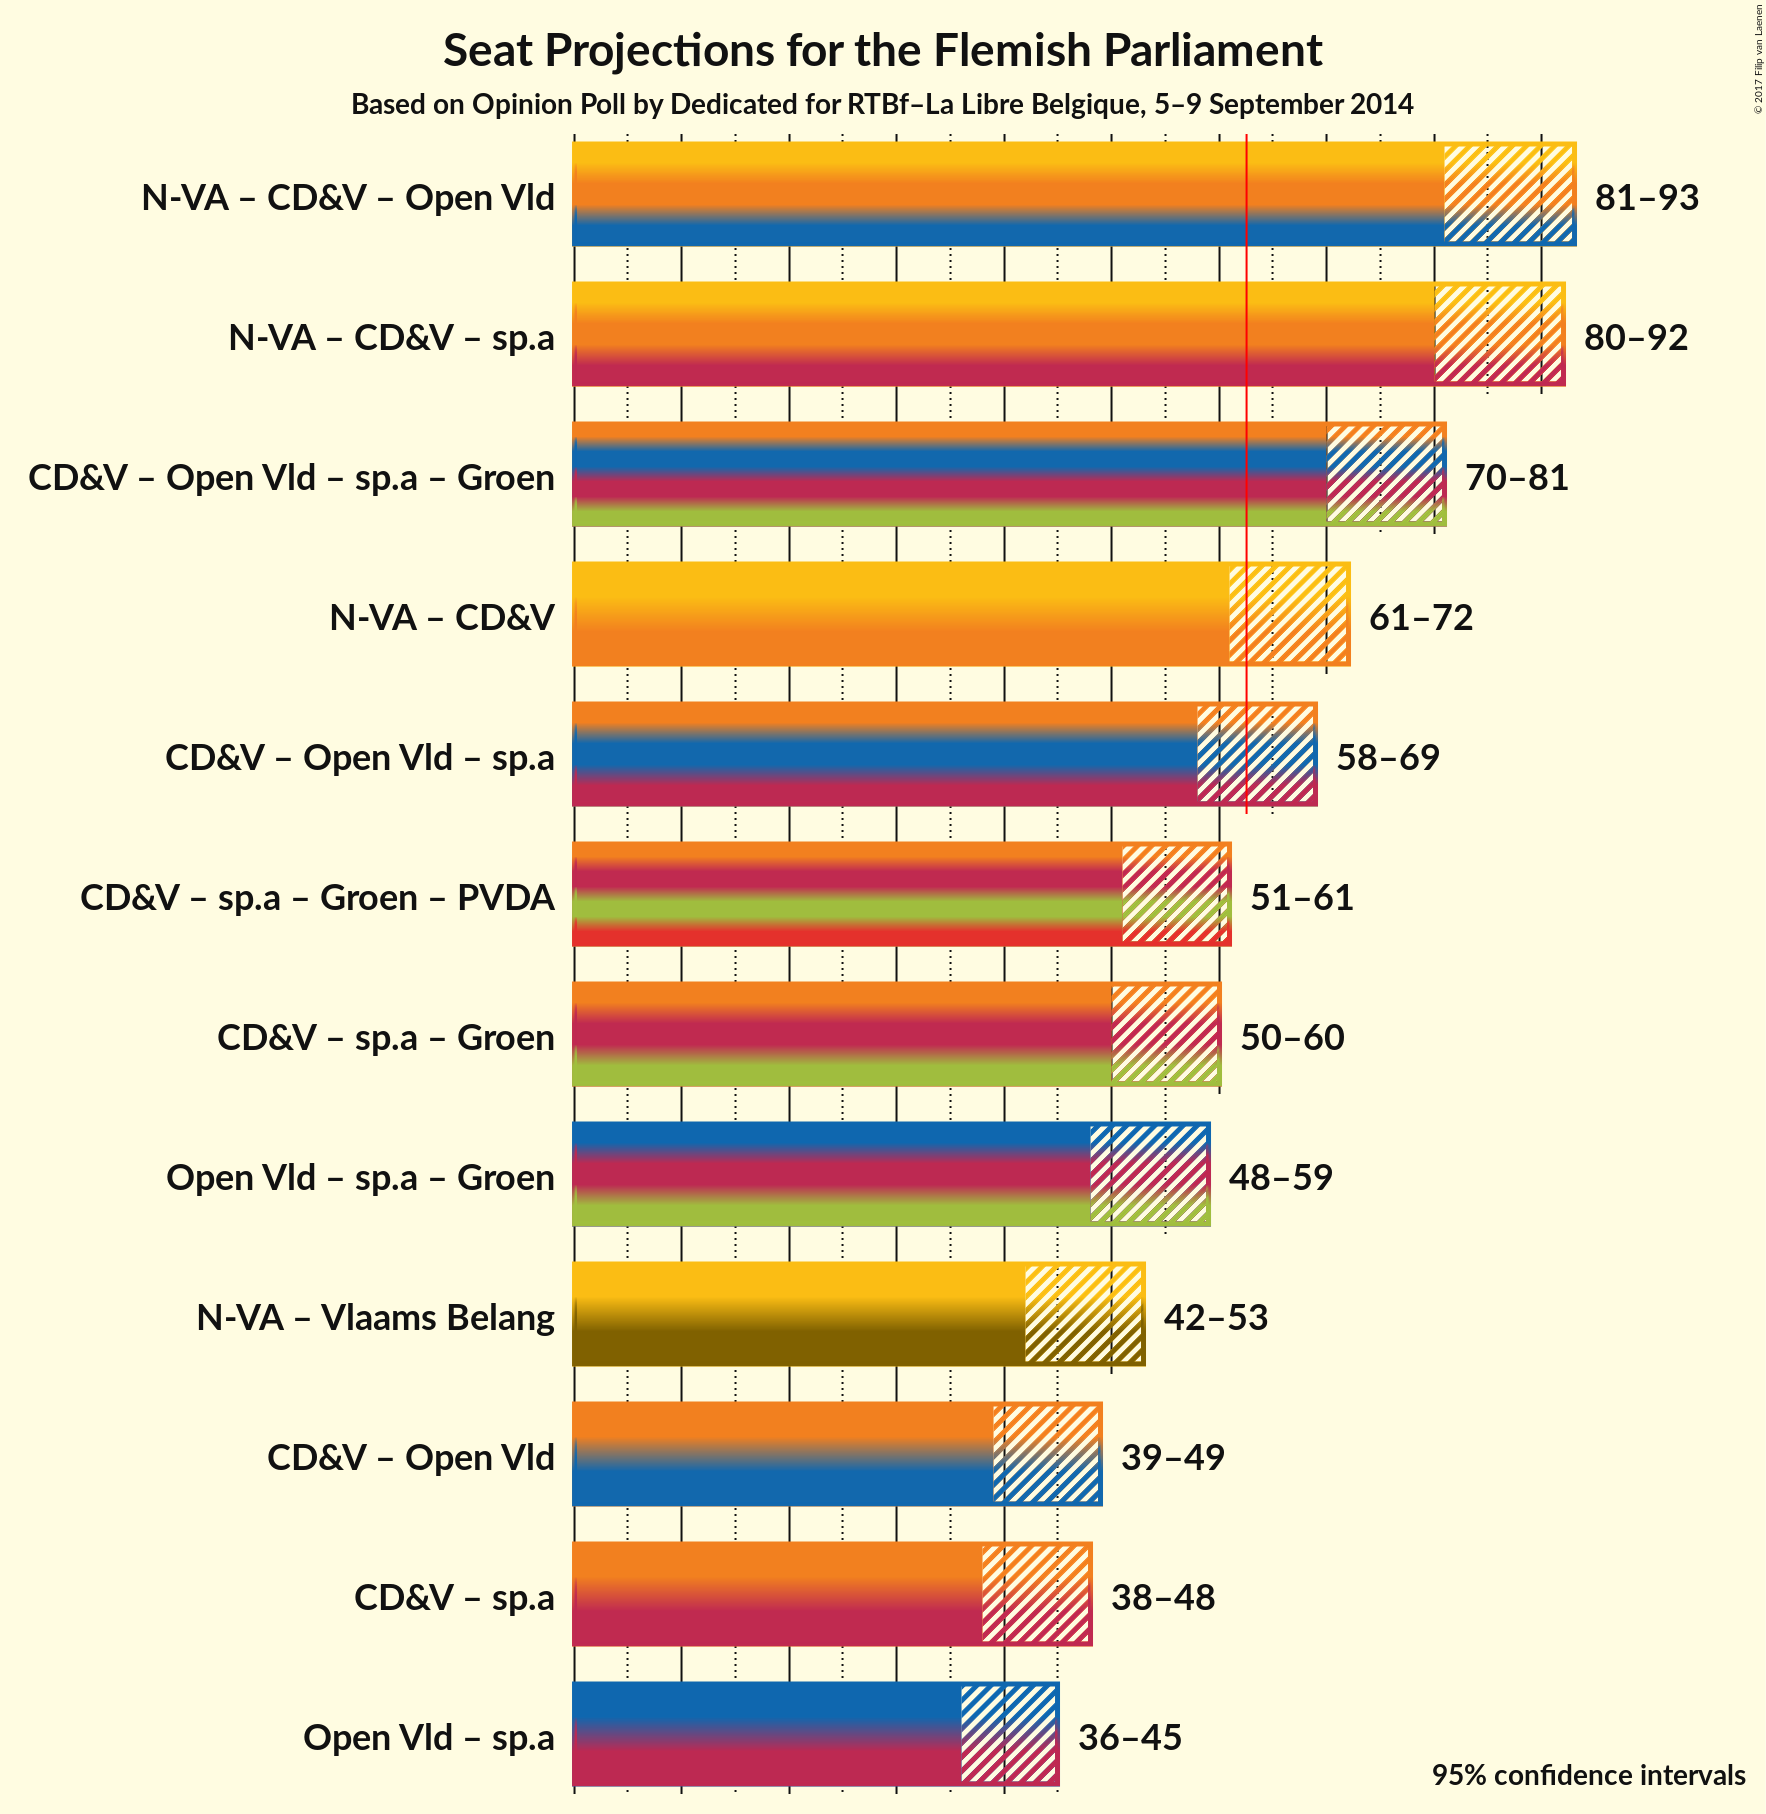 Seat Projections for the Flemish Parliament
Based on Opinion Poll by Dedicated for RTBf–La Libre Belgique, 5–9 September 2014
© 2017 Filip van Laenen
N-VA – CD&V – Open Vld 81–93
N-VA – CD&V – sp.a 80–92
CD&V – Open Vld – sp.a – Groen 70–81
N-VA – CD&V 61–72
CD&V – Open Vld – sp.a 58–69
CD&V – sp.a – Groen – PVDA 51–61
CD&V – sp.a – Groen 50–60
Open Vld – sp.a – Groen 48–59
N-VA – Vlaams Belang 42–53
CD&V – Open Vld 39–49
CD&V – sp.a 38–48
Open Vld – sp.a 36–45
95% confidence intervals